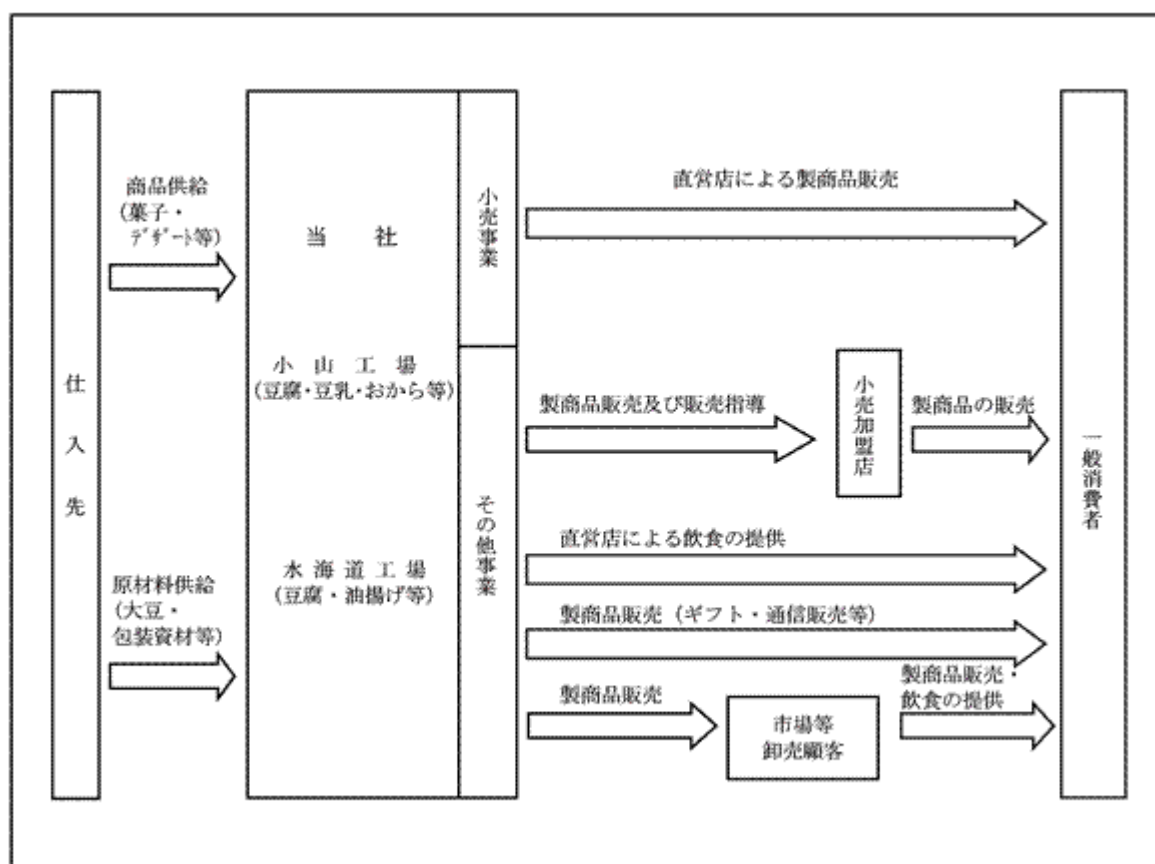 仕入先
商品供給
(菓子・
ﾃﾞｻﾞｰﾄ等)
原材料供給
(大豆・
包装資材等)
当 社
小山工場
(豆腐・豆乳・おから等)
水海道工場
(豆腐・油揚げ等)
小売事業
その他事業
直営店による製商品販売
製商品販売及び販売指導
小売加盟店
製商品の販売
直営店による飲食の提供
製商品販売（ギフト・通信販売等）
製商品販売
市場等
卸売顧客
製商品販売・
飲食の提供
一般消費者